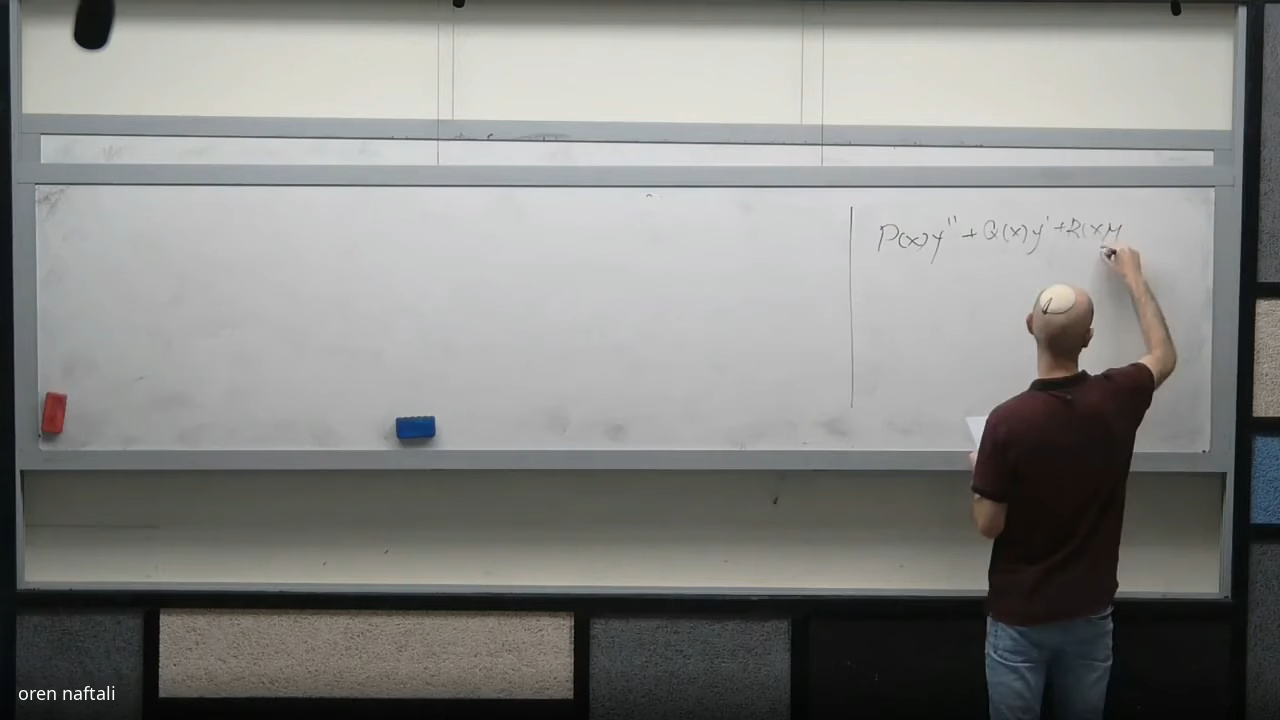 P(x)y'' + Q(x)y' + R(x)y
oren naftali